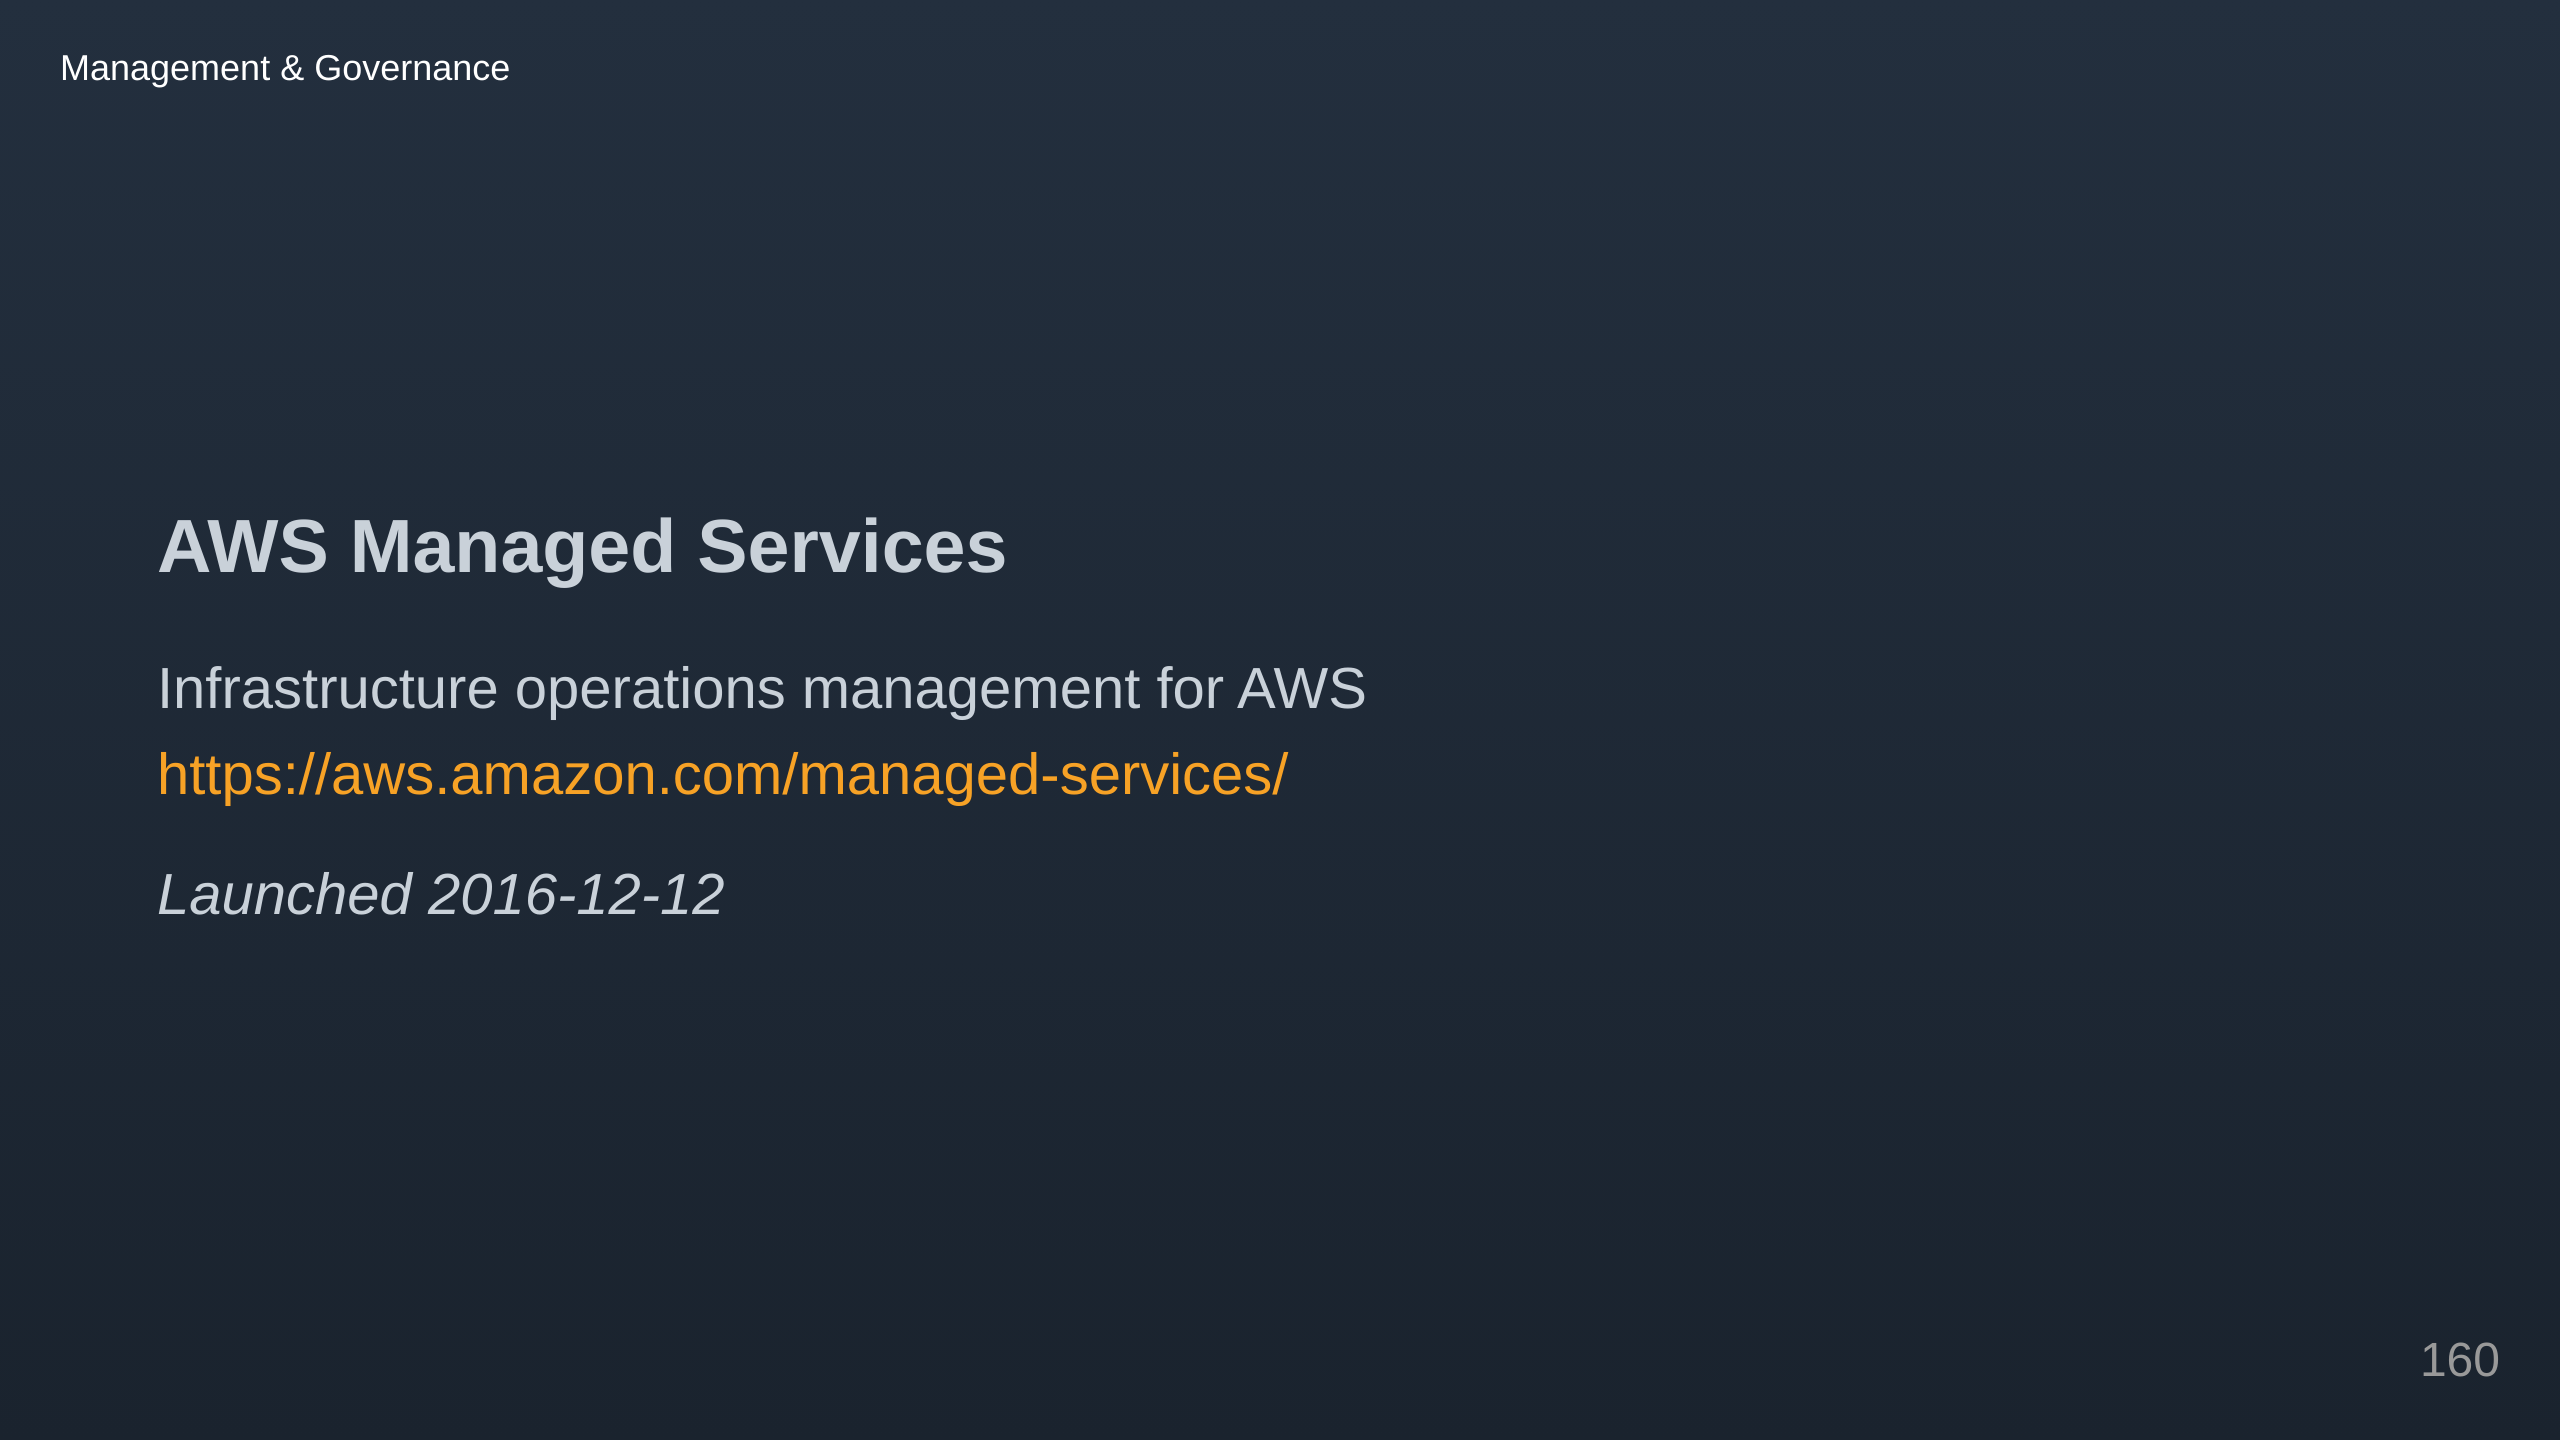 Management & Governance
AWS Managed Services
Infrastructure operations management for AWS
https://aws.amazon.com/managed-services/
Launched 2016-12-12
160